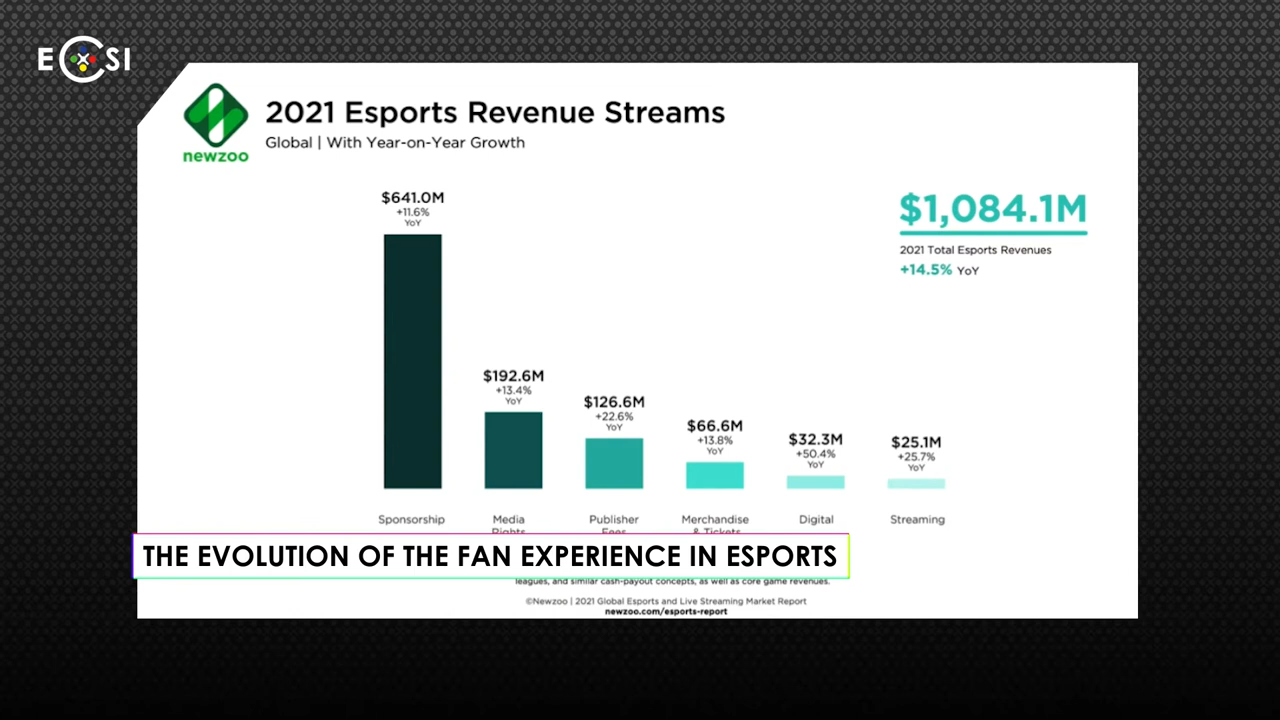 ECSI
newzoo
2021 Esports Revenue Streams
Global | With Year-on-Year Growth
$641.0M
+11.6%
YoY
$192.6M
+13.4%
YoY
$126.6M
+22.6%
YoY
$66.6M
+13.8%
YoY
$32.3M
+50.4%
YoY
$25.1M
+25.7%
YoY
$1,084.1M
2021 Total Esports Revenues
+14.5% YoY
Sponsorship
Media
Rights
Publisher
Fees
Merchandise
& Tickets
Digital
Streaming
THE EVOLUTION OF THE FAN EXPERIENCE IN ESPORTS
leagues, and similar cash-payout concepts, as well as core game revenues.
©Newzoo | 2021 Global Esports and Live Streaming Market Report
newzoo.com/esports-report